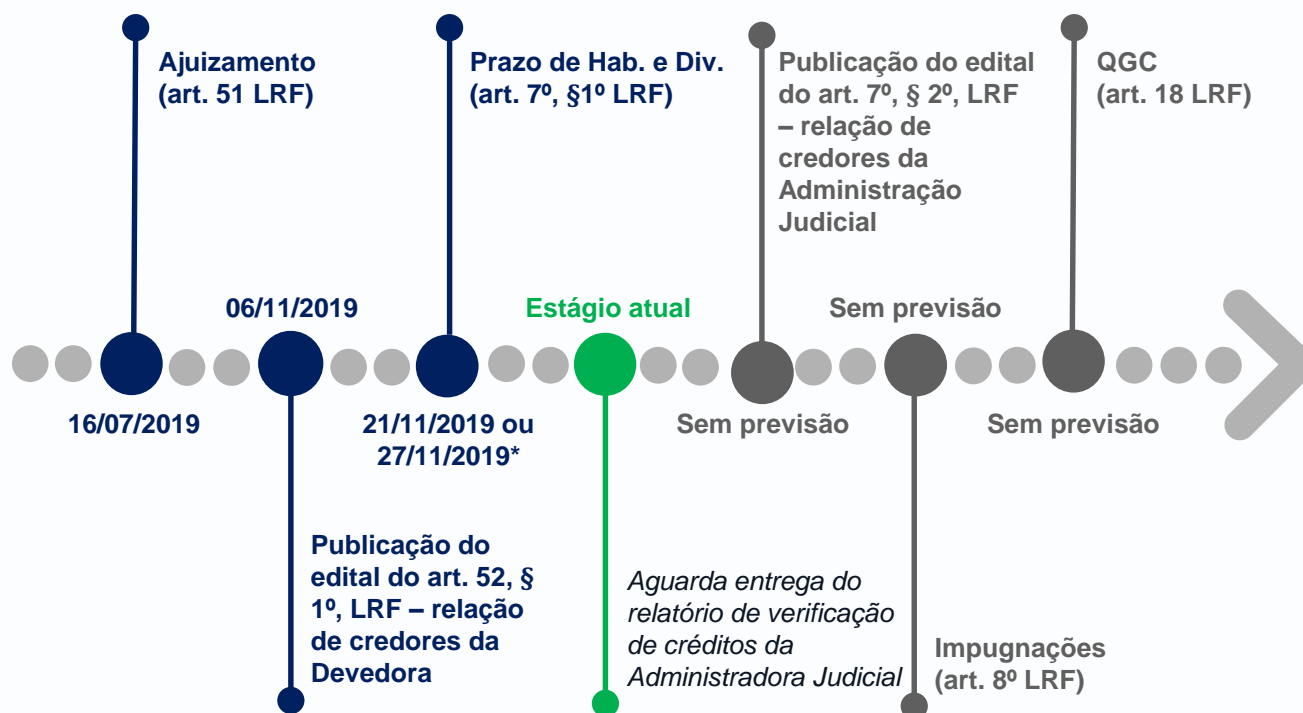 Ajuizamento
(art. 51 LRF)
Prazo de Hab. e Div.
(art. 7º, §1º LRF)
Publicação do edital
do art. 7º, § 2º, LRF
– relação de
credores da
Administração
Judicial
QGC
(art. 18 LRF)
06/11/2019
Estágio atual
Sem previsão
16/07/2019
21/11/2019 ou
27/11/2019*
Sem previsão
Sem previsão
Publicação do
edital do art. 52, §
1º, LRF – relação
de credores da
Devedora
Aguarda entrega do
relatório de verificação
de créditos da
Administradora Judicial
Impugnações
(art. 8º LRF)